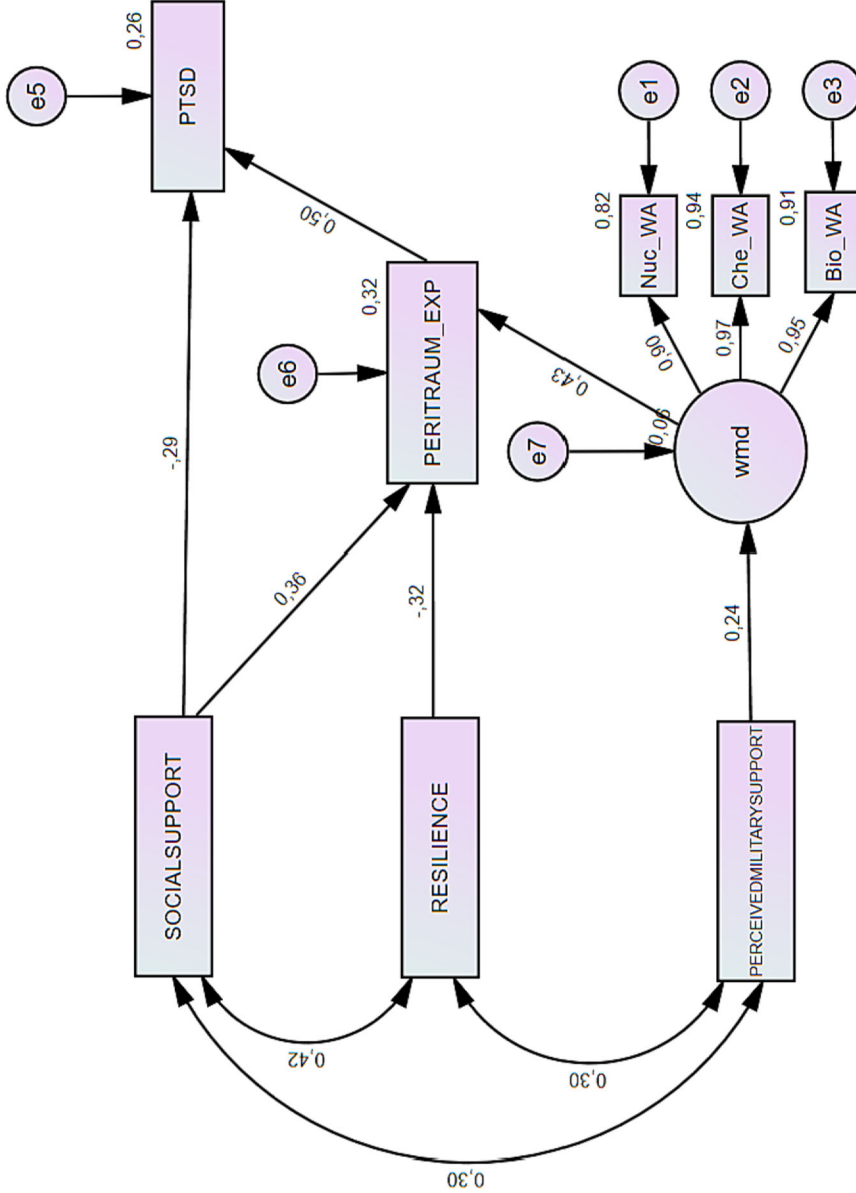 e5
0,26
PTSD
-,29
0,50
e6
0,32
PERITRAUM_EXP
0,36
-,32
0,43
SOCIALSUPPORT
RESILIENCE
PERCEIVEDMILITARYSUPPORT
0,42
0,30
0,30
0,24
e7
0,06
wmd
0,90
0,97
0,95
0,82
Nuc_WA
e1
0,94
Che_WA
e2
0,91
Bio_WA
e3